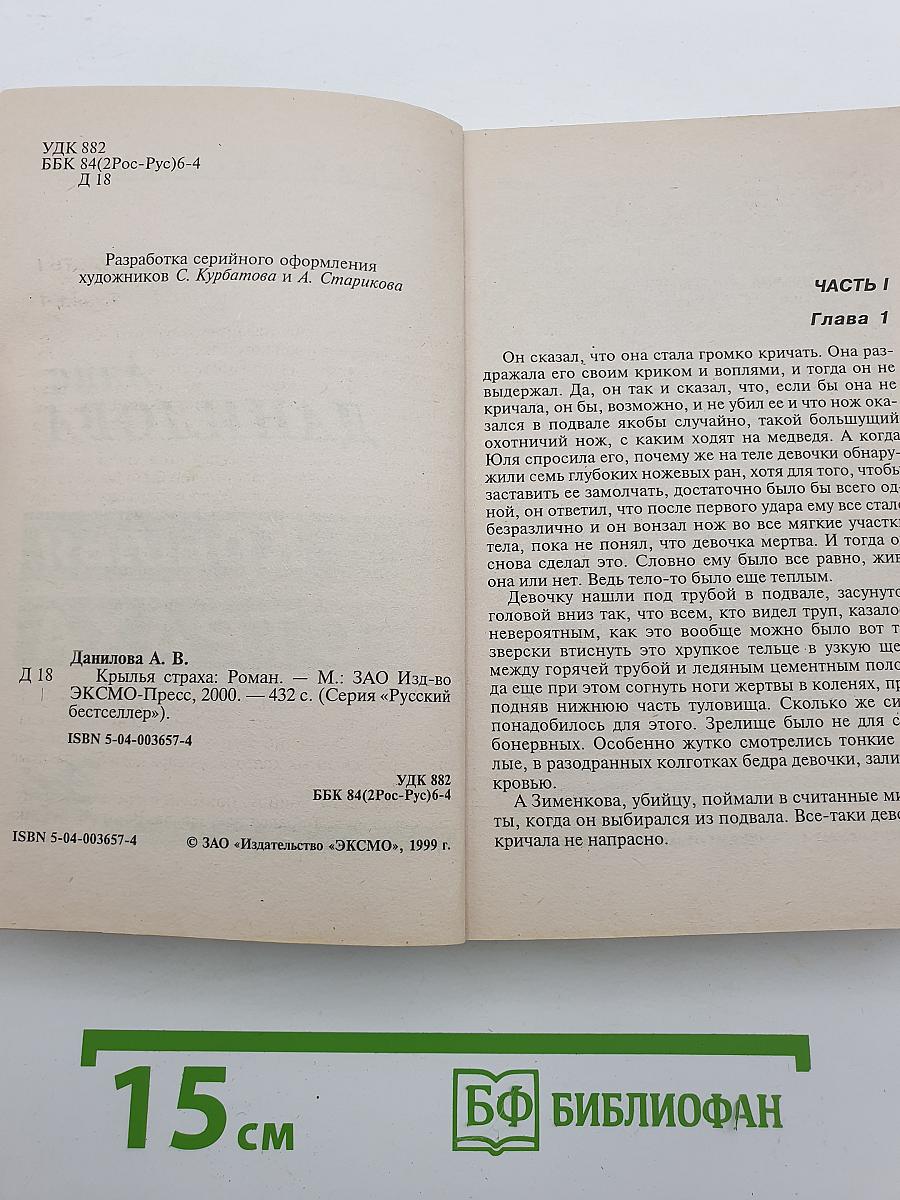 УДК 882
ББК 84(2Рос-Рус)6-4
Д 18
Разработка серийного оформления
художников С. Курбатова и А. Старикова
Данилова А. В.
Д 18 Крылья страха: Роман. — М.: ЗАО Изд-во
ЭКСМО-Пресс, 2000. — 432 с. (Серия «Русский
бестселлер»).
ISBN 5-04-003657-4
УДК 882
ББК 84(2Рос-Рус)6-4
ISBN 5-04-003657-4 © ЗАО «Издательство «ЭКСМО», 1999 г.
ЧАСТЬ I
Глава 1
Он сказал, что она стала громко кричать. Она раз-
дражала его своим криком и воплями, и тогда он не
выдержал. Да, он так и сказал, что, если бы она не
кричала, он бы, возможно, и не убил ее и что нож ока-
зался в подвале якобы случайно, такой большущий
охотничий нож, с каким ходят на медведя. А когда
Юля спросила его, почему же на теле девочки обнару-
жили семь глубоких ножевых ран, хотя для того, чтобы
заставить ее замолчать, достаточно было бы всего од-
ной, он ответил, что после первого удара ему все стало
безразлично и он вонзал нож во все мягкие участки
тела, пока не понял, что девочка мертва. И тогда о
снова сделал это. Словно ему было все равно, жив
она или нет. Ведь тело-то было еще теплым.
Девочку нашли под трубой в подвале, засунуто
головой вниз так, что всем, кто видел труп, казало
невероятным, как это вообще можно было вот т
зверски втиснуть это хрупкое тельце в узкую ще
между горячей трубой и ледяным цементным поло
да еще при этом согнуть ноги жертвы в коленях, пр
подняв нижнюю часть туловища. Сколько же си
понадобилось для этого. Зрелище было не для с
бонервных. Особенно жутко смотрелись тонкие
лые, в разодранных колготках бедра девочки, зали
кровью.
А Зименкова, убийцу, поймали в считанные ми
ты, когда он выбирался из подвала. Все-таки дево
кричала не напрасно.
15 см
БФ БИБЛИОФАН